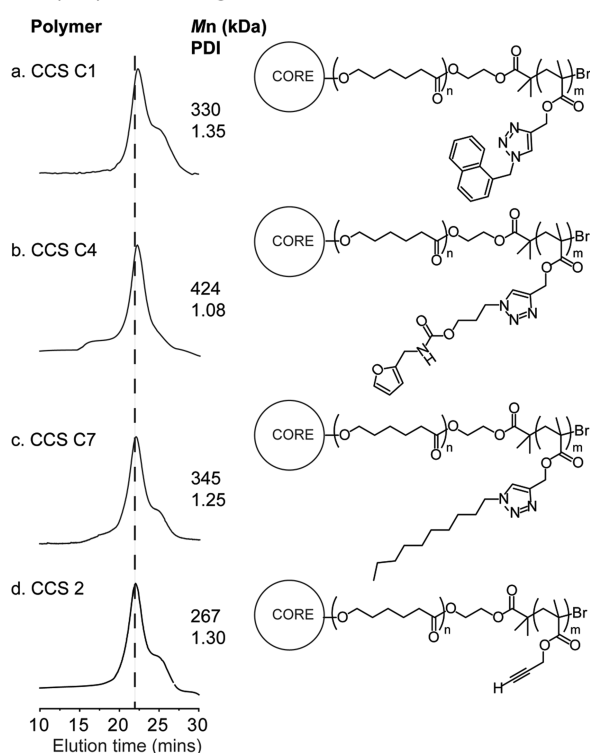 Polymer
Mn (kDa)
PDI
a. CCS C1
330
1.35
CORE
O
O
n
O
O
O
O
Br
m
O
O
N
N
N
b. CCS C4
424
1.08
CORE
O
O
n
O
O
O
O
Br
m
O
O
N
N
N
O
O
N
H
O
c. CCS C7
345
1.25
CORE
O
O
n
O
O
O
O
Br
m
O
O
N
N
N
d. CCS 2
267
1.30
CORE
O
O
n
O
O
O
O
Br
m
O
O
H
10 15 20 25 30
Elution time (mins)